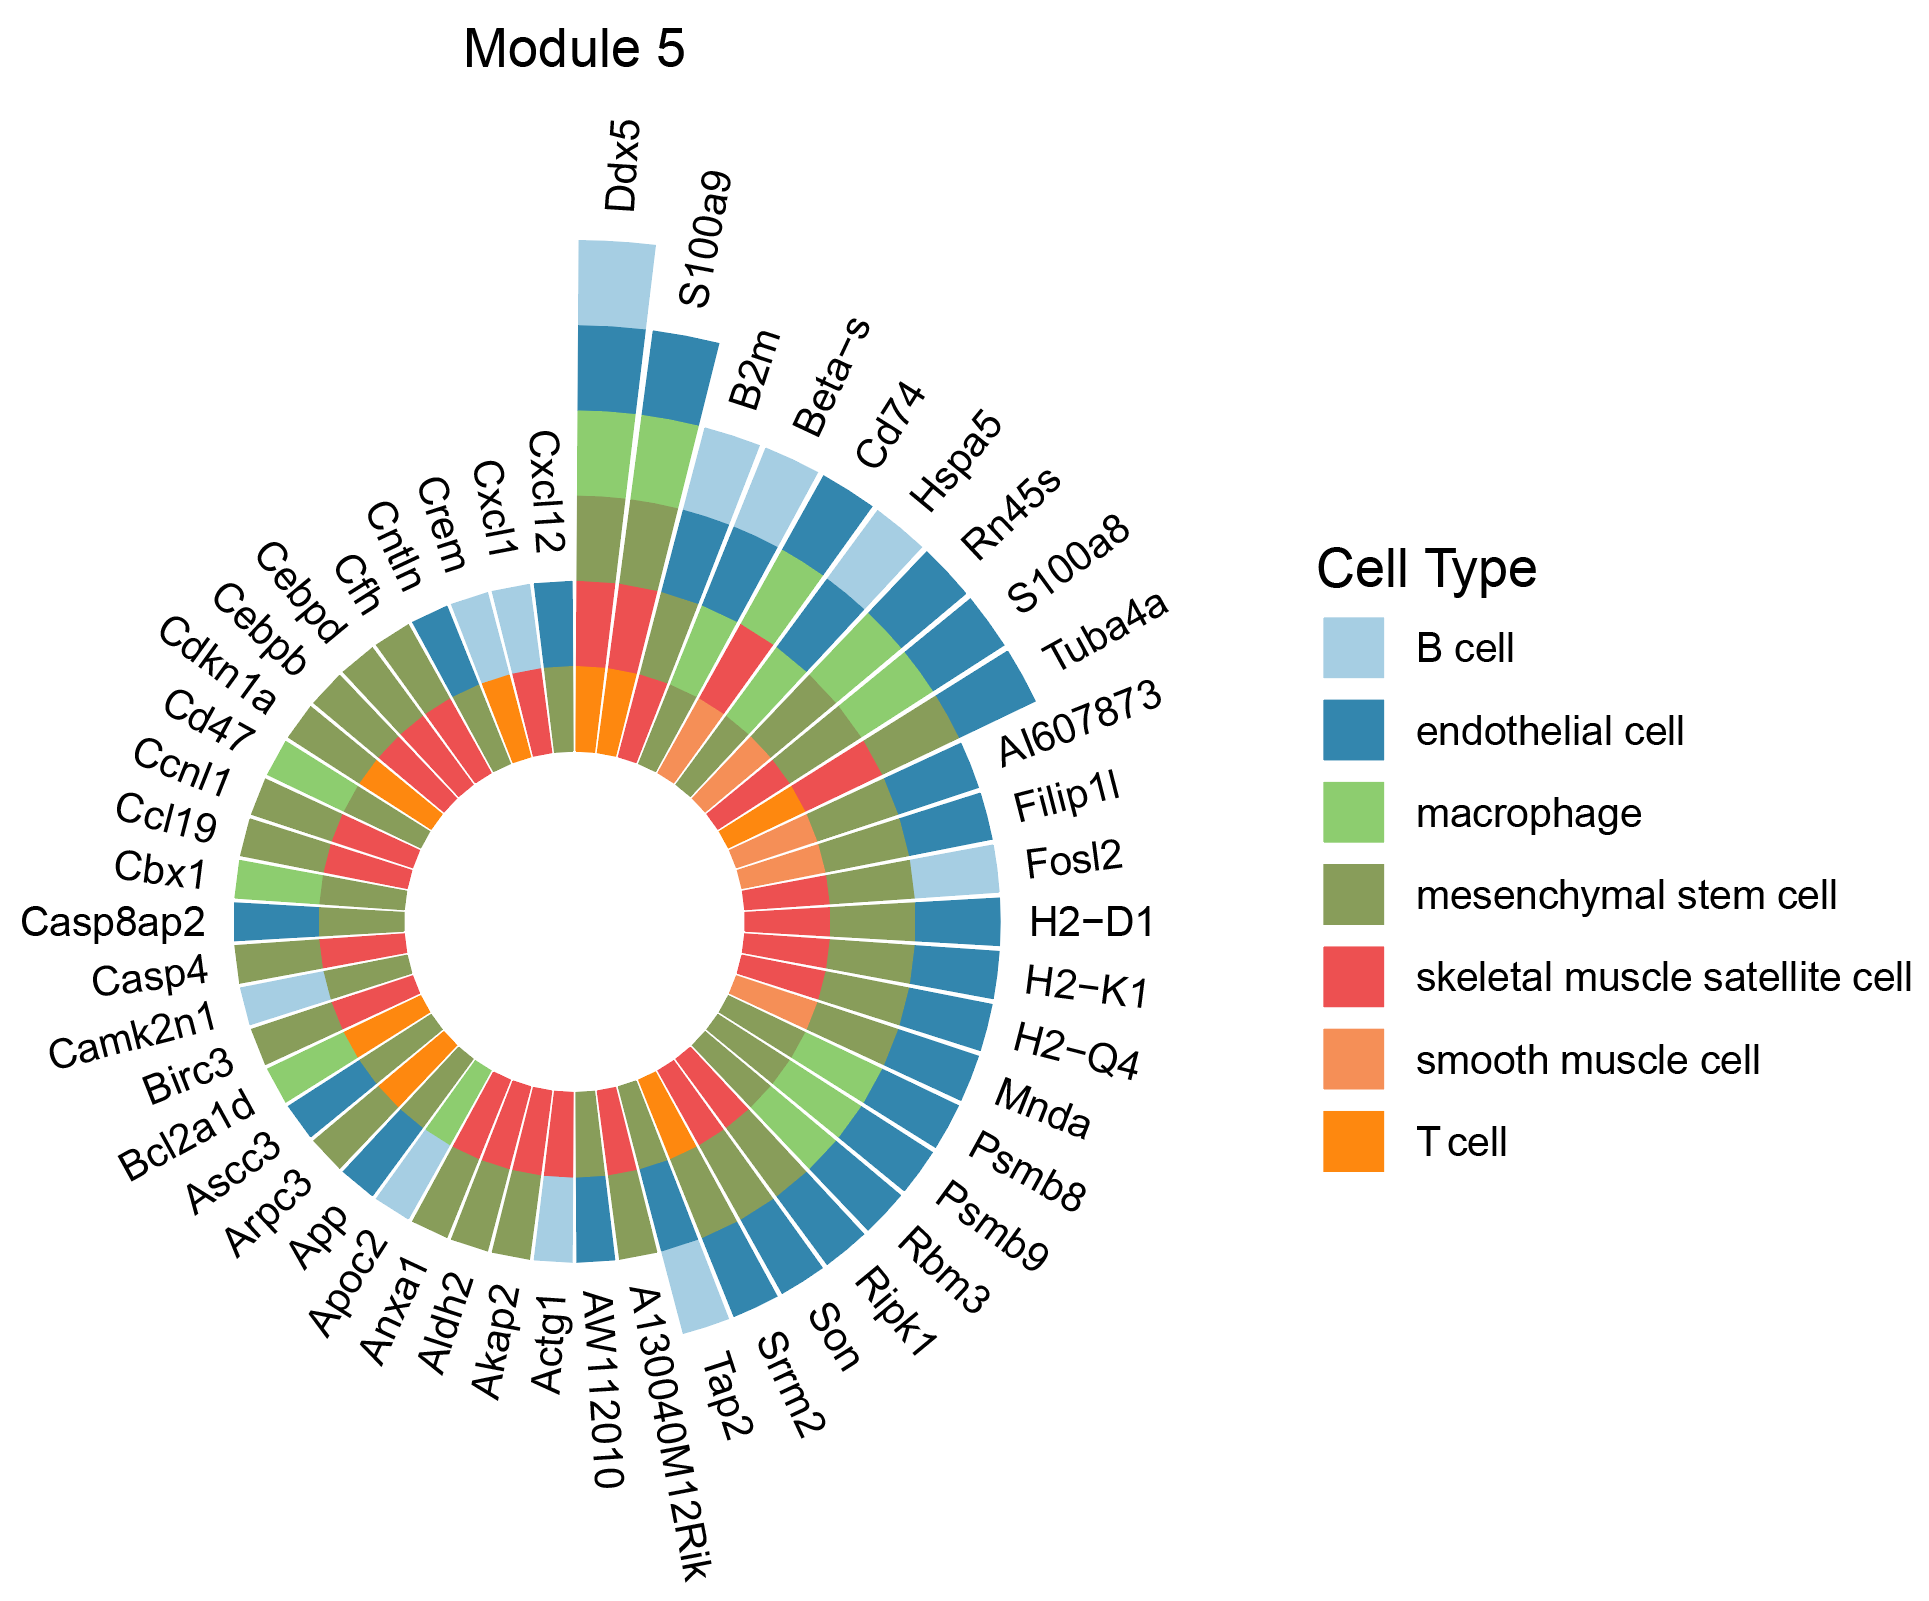 Module 5
Ddx5
S100a9
B2m
Beta−s
Cd74
Hspa5
Rn45s
S100a8
Tuba4a
AI607873
Filip1l
Fosl2
H2−D1
H2−K1
H2−Q4
Mnda
Psmb8
Psmb9
Rbm3
Ripk1
Son
Srrm2
Tap2
A130040M12Rik
AW112010
Actg1
Akap2
Aldh2
Anxa1
Apoc2
App
Arpc3
Ascc3
Bcl2a1d
Birc3
Camk2n1
Casp4
Casp8ap2
Cbx1
Ccl19
Ccnl1
Cd47
Cdkn1a
Cebpb
Cebpd
Cfh
Cntln
Crem
Cxcl1
Cxcl12
Cell Type
B cell
endothelial cell
macrophage
mesenchymal stem cell
skeletal muscle satellite cell
smooth muscle cell
T cell